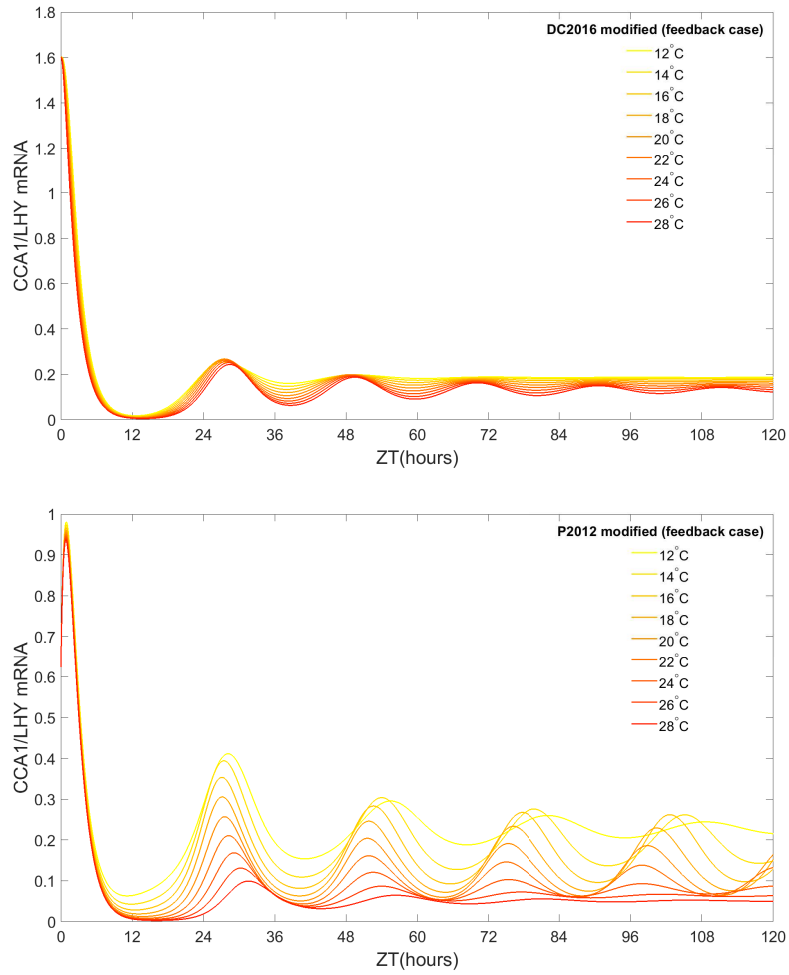 DC2016 modified (feedback case)
12°C
14°C
16°C
18°C
20°C
22°C
24°C
26°C
28°C
1.8
1.6
1.4
1.2
1
0.8
0.6
0.4
0.2
0
CCA1/LHY mRNA
0 12 24 36 48 60 72 84 96 108 120
ZT(hours)
P2012 modified (feedback case)
12°C
14°C
16°C
18°C
20°C
22°C
24°C
26°C
28°C
1
0.9
0.8
0.7
0.6
0.5
0.4
0.3
0.2
0.1
0
CCA1/LHY mRNA
0 12 24 36 48 60 72 84 96 108 120
ZT(hours)